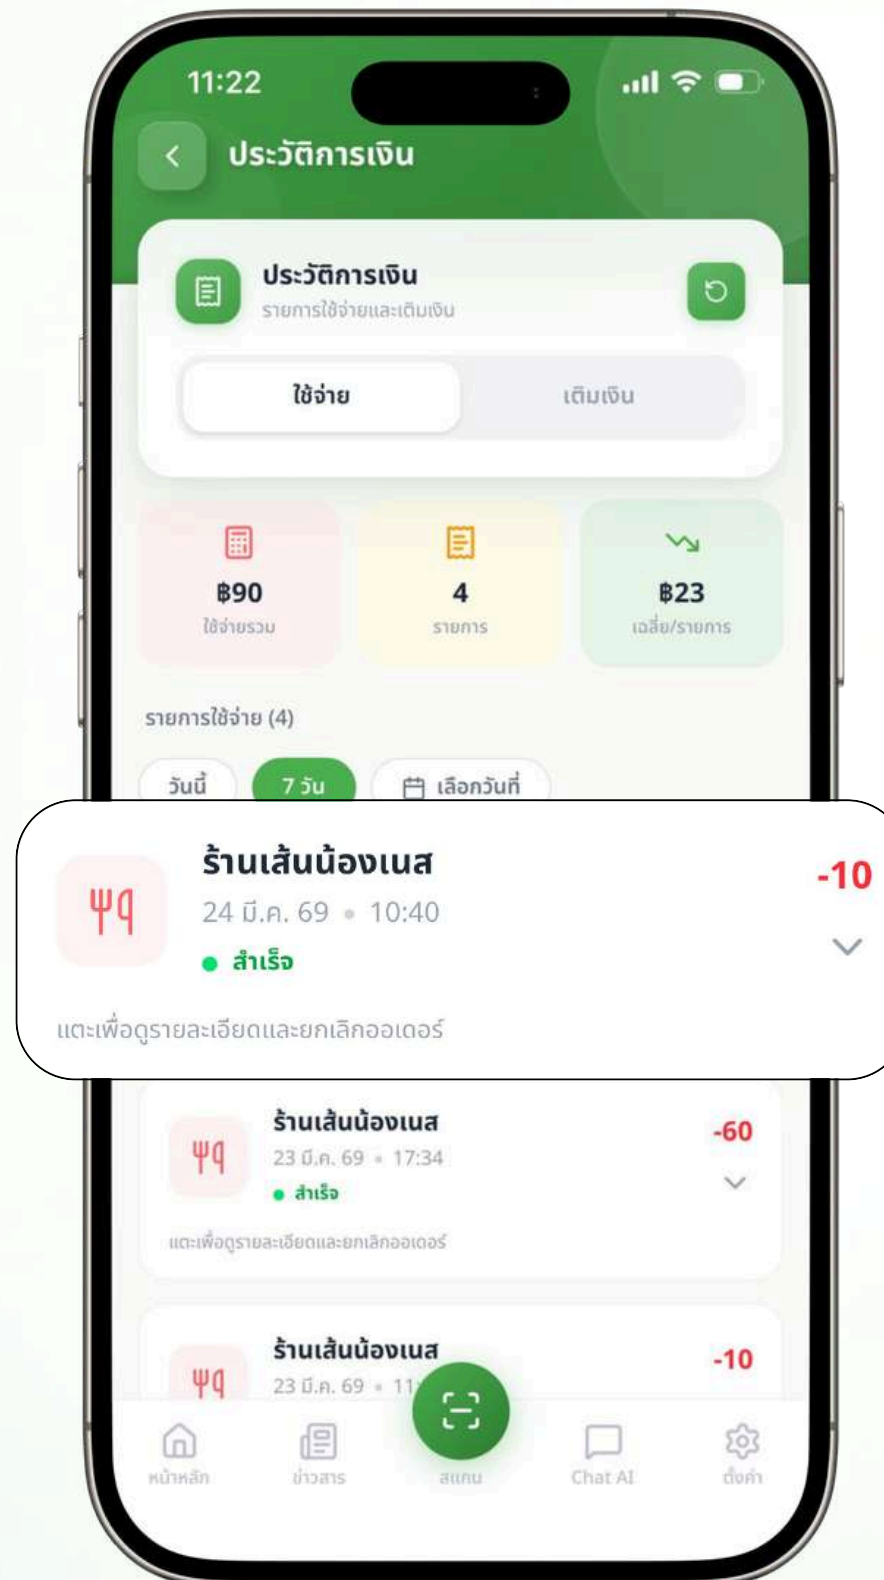 11:22
ประวัติการเงิน
ประวัติการเงิน
รายการใช้จ่ายและเติมเงิน
ใช้จ่าย
เติมเงิน
฿90
ใช้จ่ายรวม
4
รายการ
฿23
เฉลี่ย/รายการ
รายการใช้จ่าย (4)
วันนี้
7 วัน
เลือกวันที่
ร้านเส้นน้องเนส
-10
24 มี.ค. 69 • 10:40
สำเร็จ
แตะเพื่อดูรายละเอียดและยกเลิกออเดอร์
ร้านเส้นน้องเนส
-60
23 มี.ค. 69 • 17:34
สำเร็จ
แตะเพื่อดูรายละเอียดและยกเลิกออเดอร์
ร้านเส้นน้องเนส
-10
23 มี.ค. 69 • 11
หน้าหลัก
ข่าวสาร
สแกน
Chat AI
ตั้งค่า